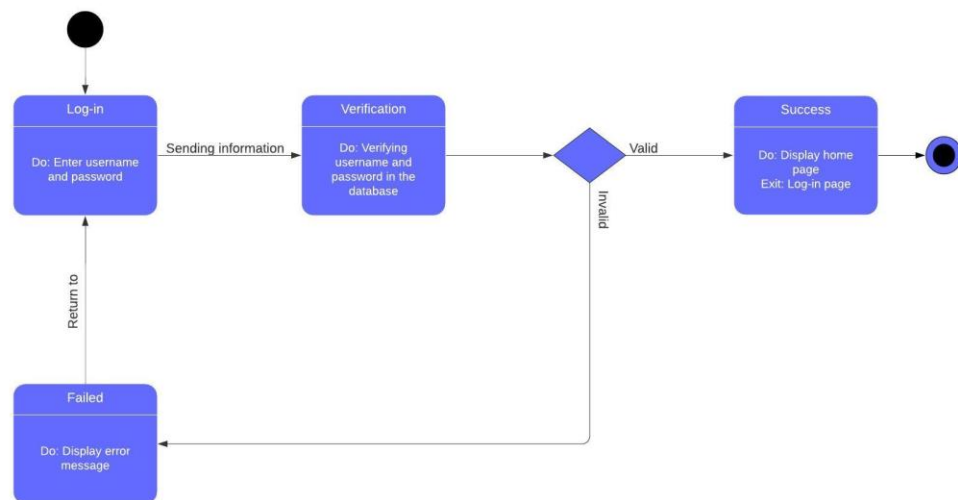 Log-in
Do: Enter username
and password
Sending information
Verification
Do: Verifying
username and
password in the
database
Valid
Invalid
Success
Do: Display home
page
Exit: Log-in page
Return to
Failed
Do: Display error
message